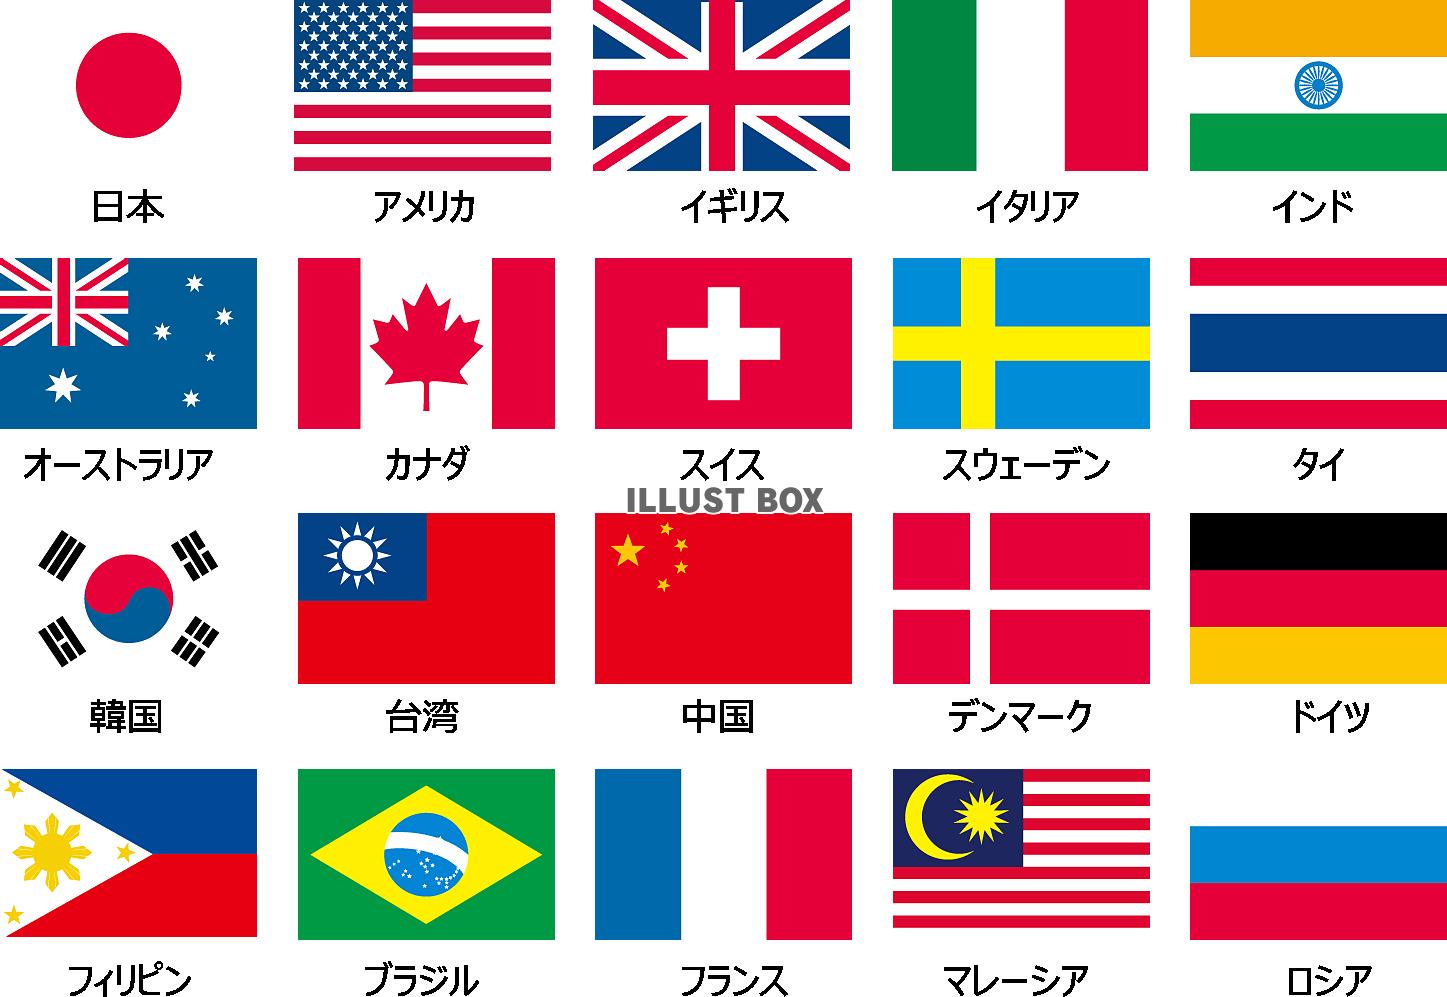 日本
アメリカ
イギリス
イタリア
インド
オーストラリア
カナダ
スイス
スウェーデン
タイ
ILLUST BOX
韓国
台湾
中国
デンマーク
ドイツ
フィリピン
ブラジル
フランス
マレーシア
ロシア